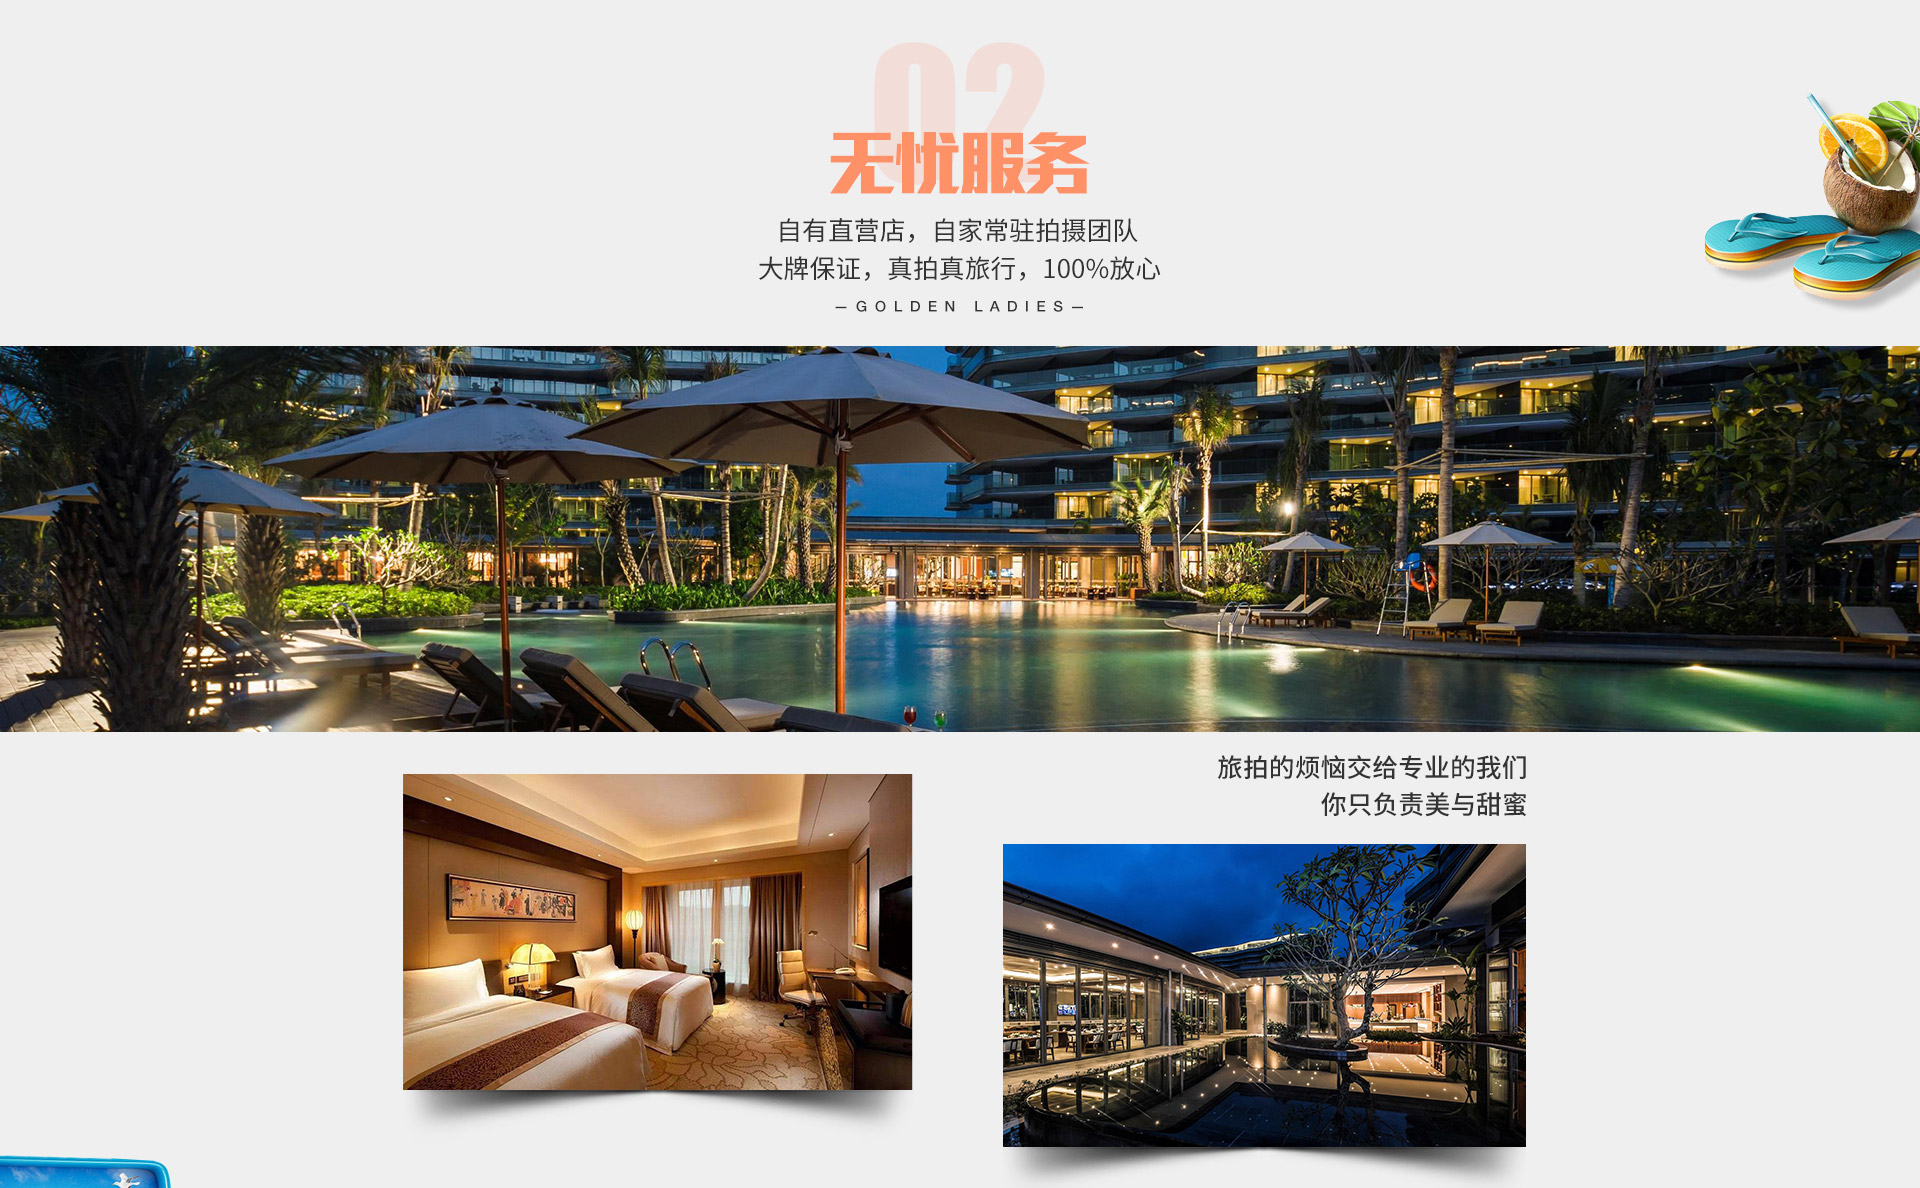 02
无忧服务
自有直营店，自家常驻拍摄团队
大牌保证，真拍真旅行，100%放心
—GOLDEN LADIES—
旅拍的烦恼交给专业的我们
你只负责美与甜蜜